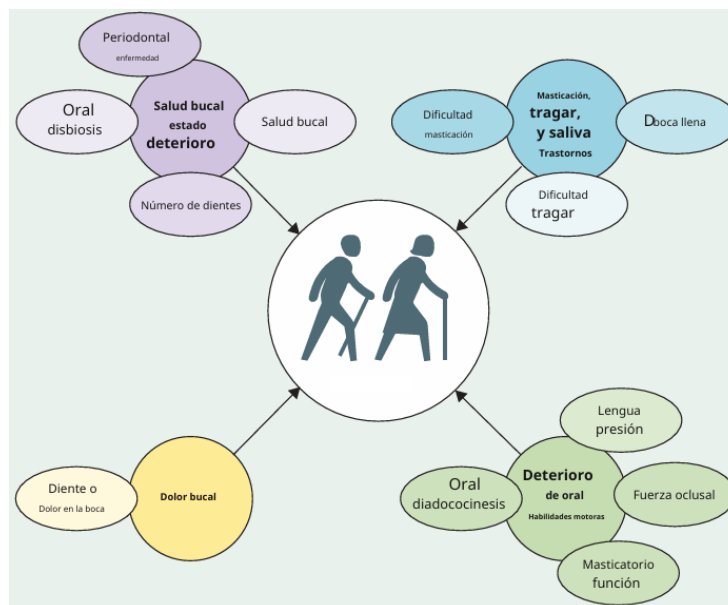 Periodontal
enfermedad
Oral
disbiosis
Salud bucal
estado
deterioro
Salud bucal
Número de dientes
Masticación,
tragar,
y saliva
Trastornos
Dificultad
masticación
Dboca llena
Dificultad
tragar
Diente o
Dolor en la boca
Dolor bucal
Lengua
presión
Oral
diadococinesis
Deterioro
de oral
Habilidades motoras
Fuerza oclusal
Masticatorio
función